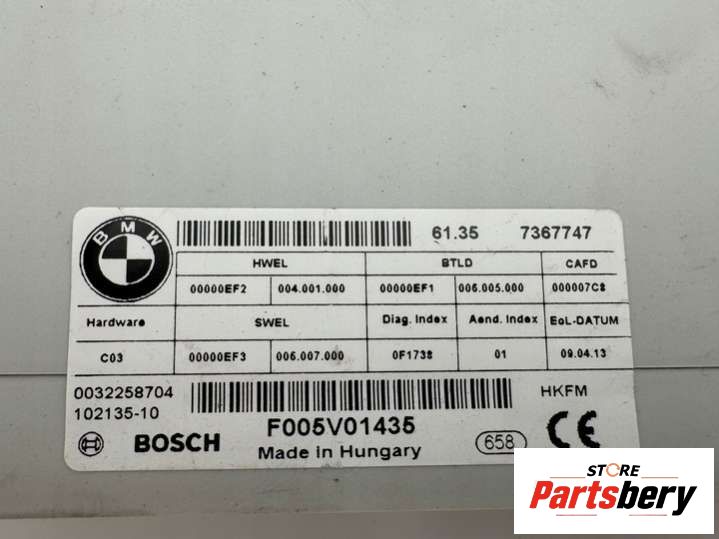 BMW 61.35 7367747
HWEL BTLD CAFD
00000EF2 004.001.000 00000EF1 006.005.000 000007C8
Hardware SWEL Diag. Index Aend. Index EoL-DATUM
C03 00000EF3 006.007.000 0F1738 01 09.04.13
0032258704 HKFM
102135-10
BOSCH F005V01435 658 CE
Made in Hungary
STORE
Partsbery